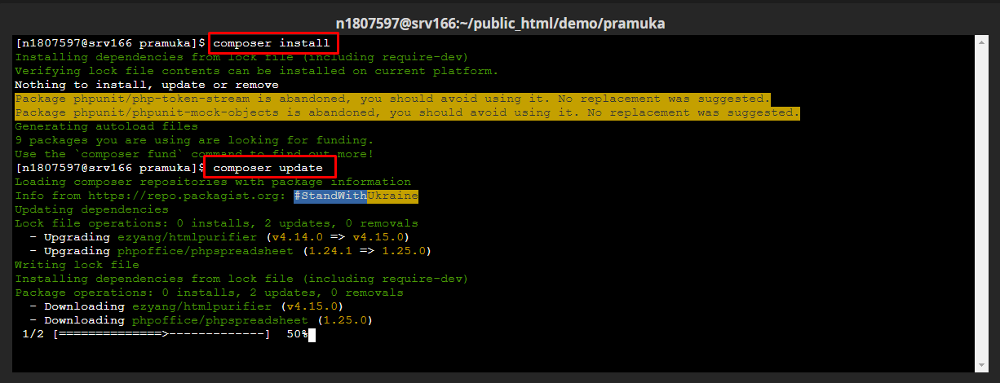 n1807597@srv166:~/public_html/demo/pramuka
[n1807597@srv166 pramuka]$ composer install
Installing dependencies from lock file (including require-dev)
Verifying lock file contents can be installed on current platform.
Nothing to install, update or remove
Package phpunit/php-token-stream is abandoned, you should avoid using it. No replacement was suggested.
Package phpunit/phpunit-mock-objects is abandoned, you should avoid using it. No replacement was suggested.
Generating autoload files
9 packages you are using are looking for funding.
Use the `composer fund` command to find out more!
[n1807597@srv166 pramuka]$ composer update
Loading composer repositories with package information
Info from https://repo.packagist.org: #StandWithUkraine
Updating dependencies
Lock file operations: 0 installs, 2 updates, 0 removals
  - Upgrading ezyang/htmlpurifier (v4.14.0 => v4.15.0)
  - Upgrading phpoffice/phpspreadsheet (1.24.1 => 1.25.0)
Writing lock file
Installing dependencies from lock file (including require-dev)
Package operations: 0 installs, 2 updates, 0 removals
  - Downloading ezyang/htmlpurifier (v4.15.0)
  - Downloading phpoffice/phpspreadsheet (1.25.0)
 1/2 [==============>-------------]  50%